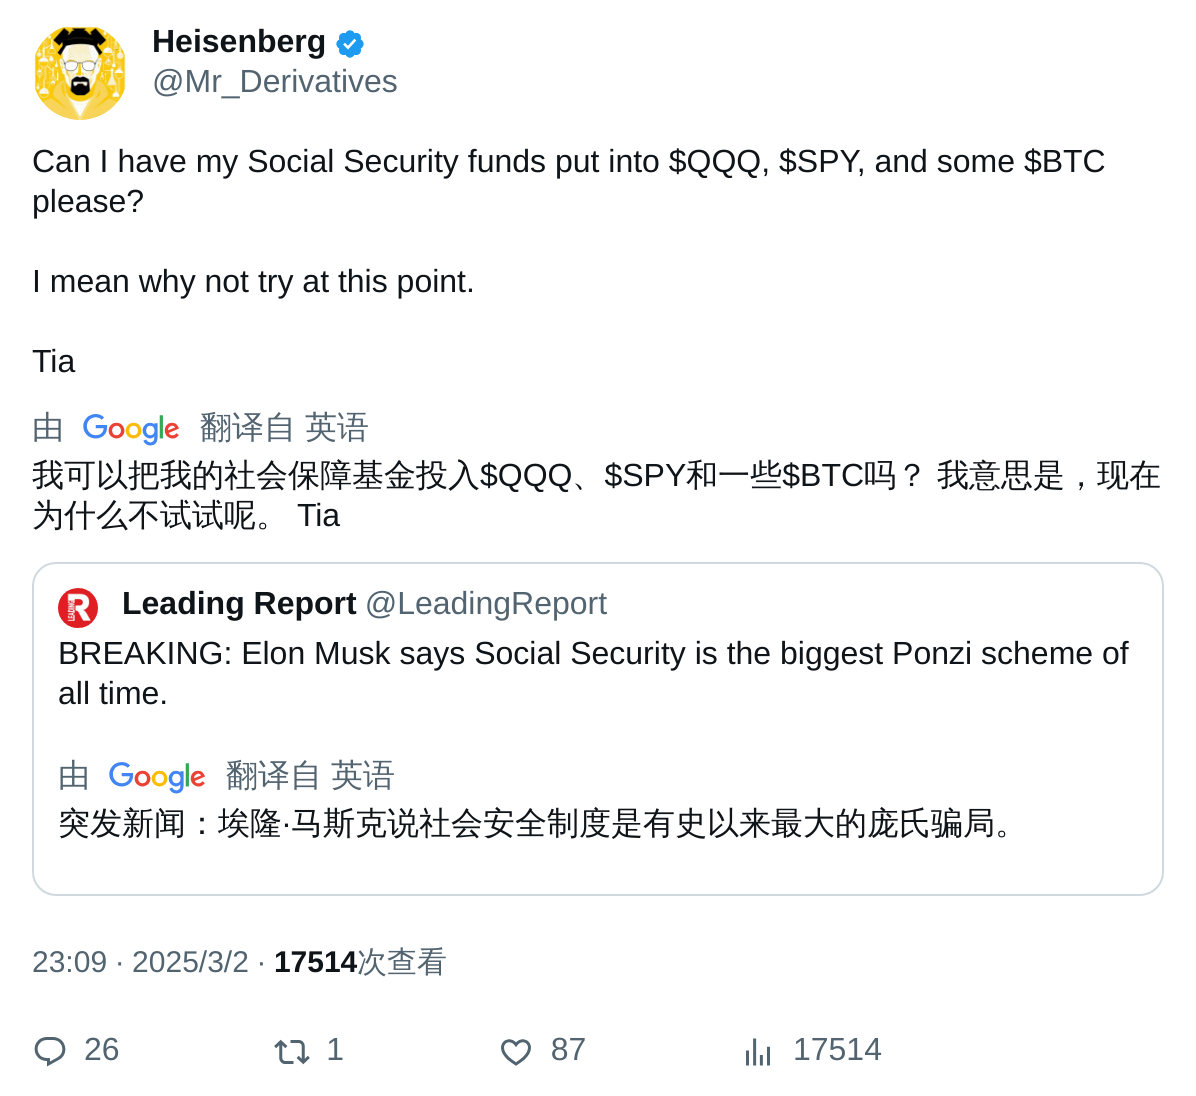 Heisenberg
@Mr_Derivatives
Can I have my Social Security funds put into $QQQ, $SPY, and some $BTC
please?
I mean why not try at this point.
Tia
由 Google 翻译自 英语
我可以把我的社会保障基金投入$QQQ、$SPY和一些$BTC吗？ 我意思是，现在
为什么不试试呢。 Tia
LEADING R
Leading Report @LeadingReport
BREAKING: Elon Musk says Social Security is the biggest Ponzi scheme of
all time.
由 Google 翻译自 英语
突发新闻：埃隆·马斯克说社会安全制度是有史以来最大的庞氏骗局。
23:09 · 2025/3/2 · 17514次查看
26 1 87 17514